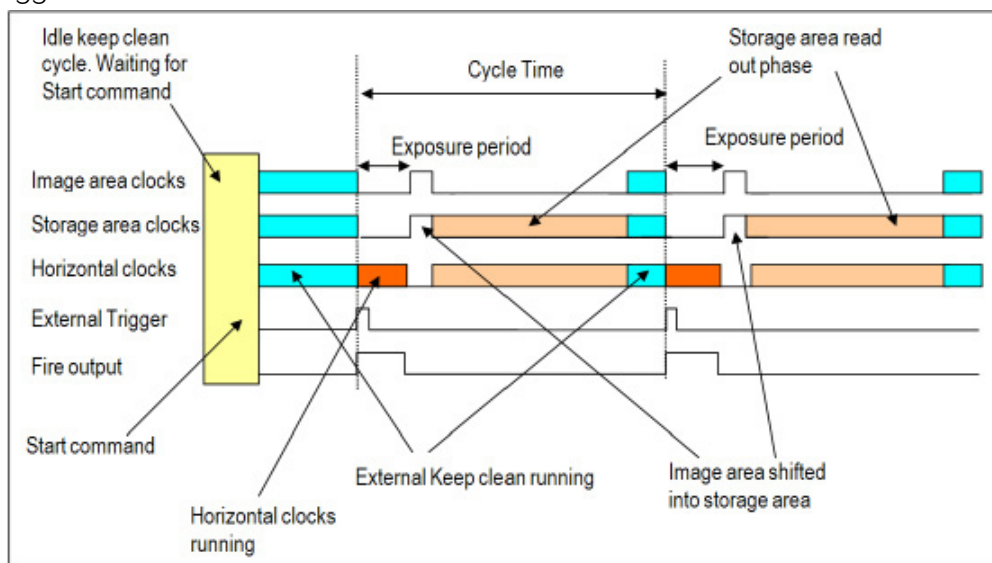 gg
Idle keep clean
cycle. Waiting for
Start command
Cycle Time
Storage area read
out phase
Exposure period
Exposure period
Image area clocks
Storage area clocks
Horizontal clocks
External Trigger
Fire output
Start command
External Keep clean running
Image area shifted
into storage area
Horizontal clocks
running